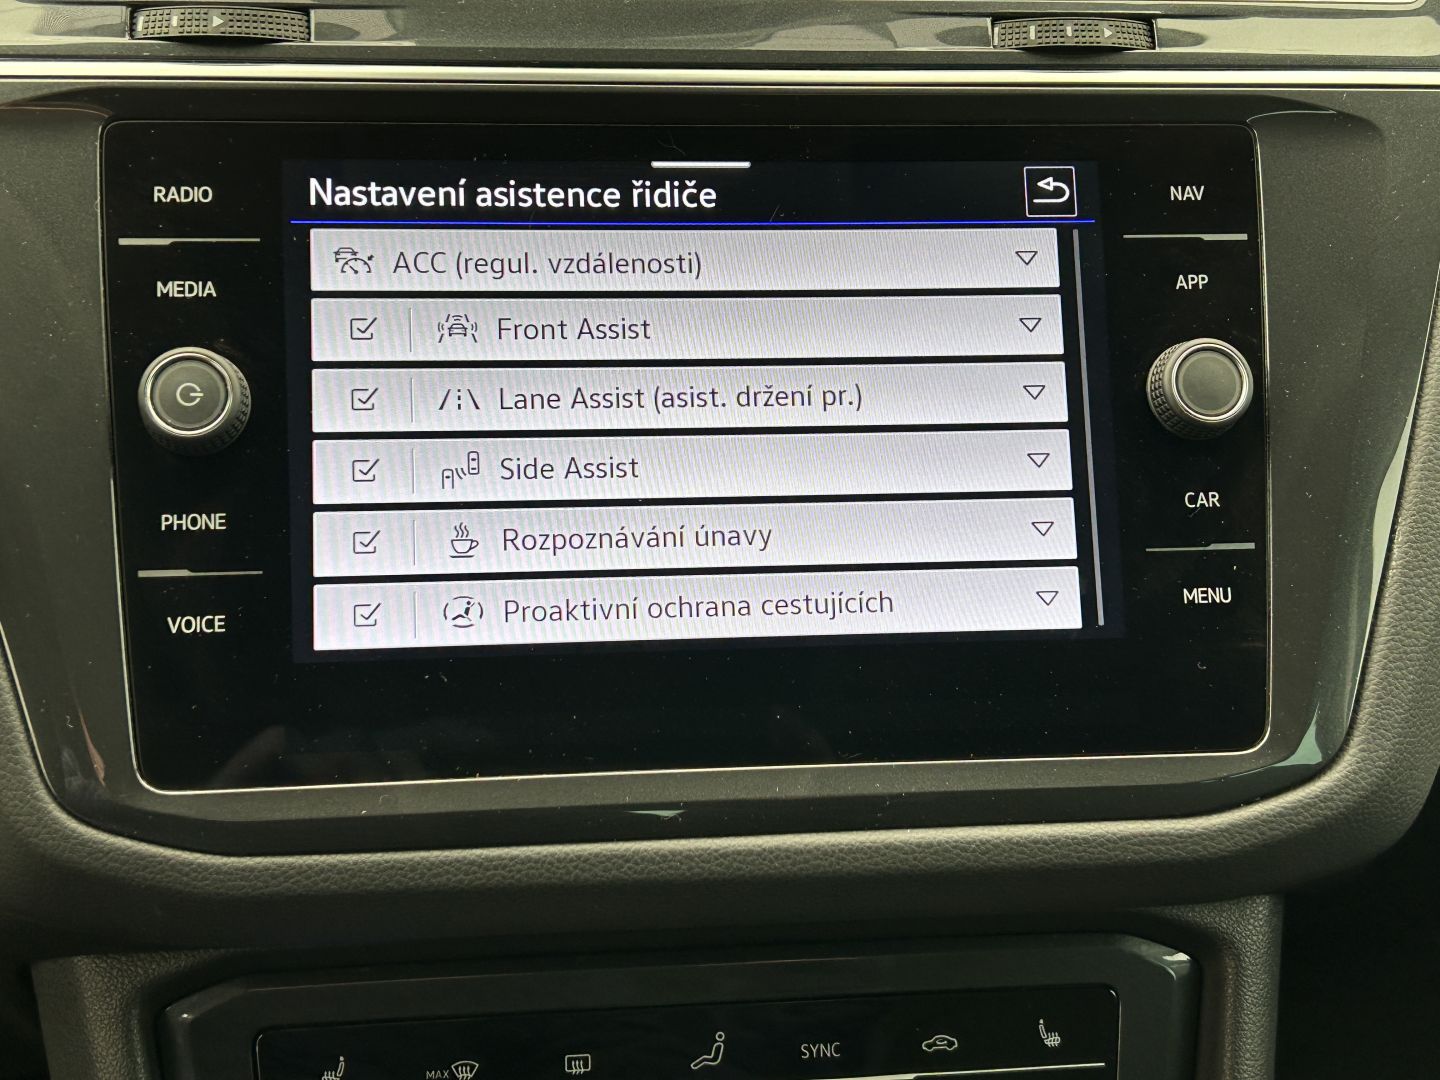 Nastavení asistence řidiče
ACC (regul. vzdálenosti)
Front Assist
Lane Assist (asist. držení pr.)
Side Assist
Rozpoznávání únavy
Proaktivní ochrana cestujících
RADIO
MEDIA
PHONE
VOICE
NAV
APP
CAR
MENU
MAX
SYNC